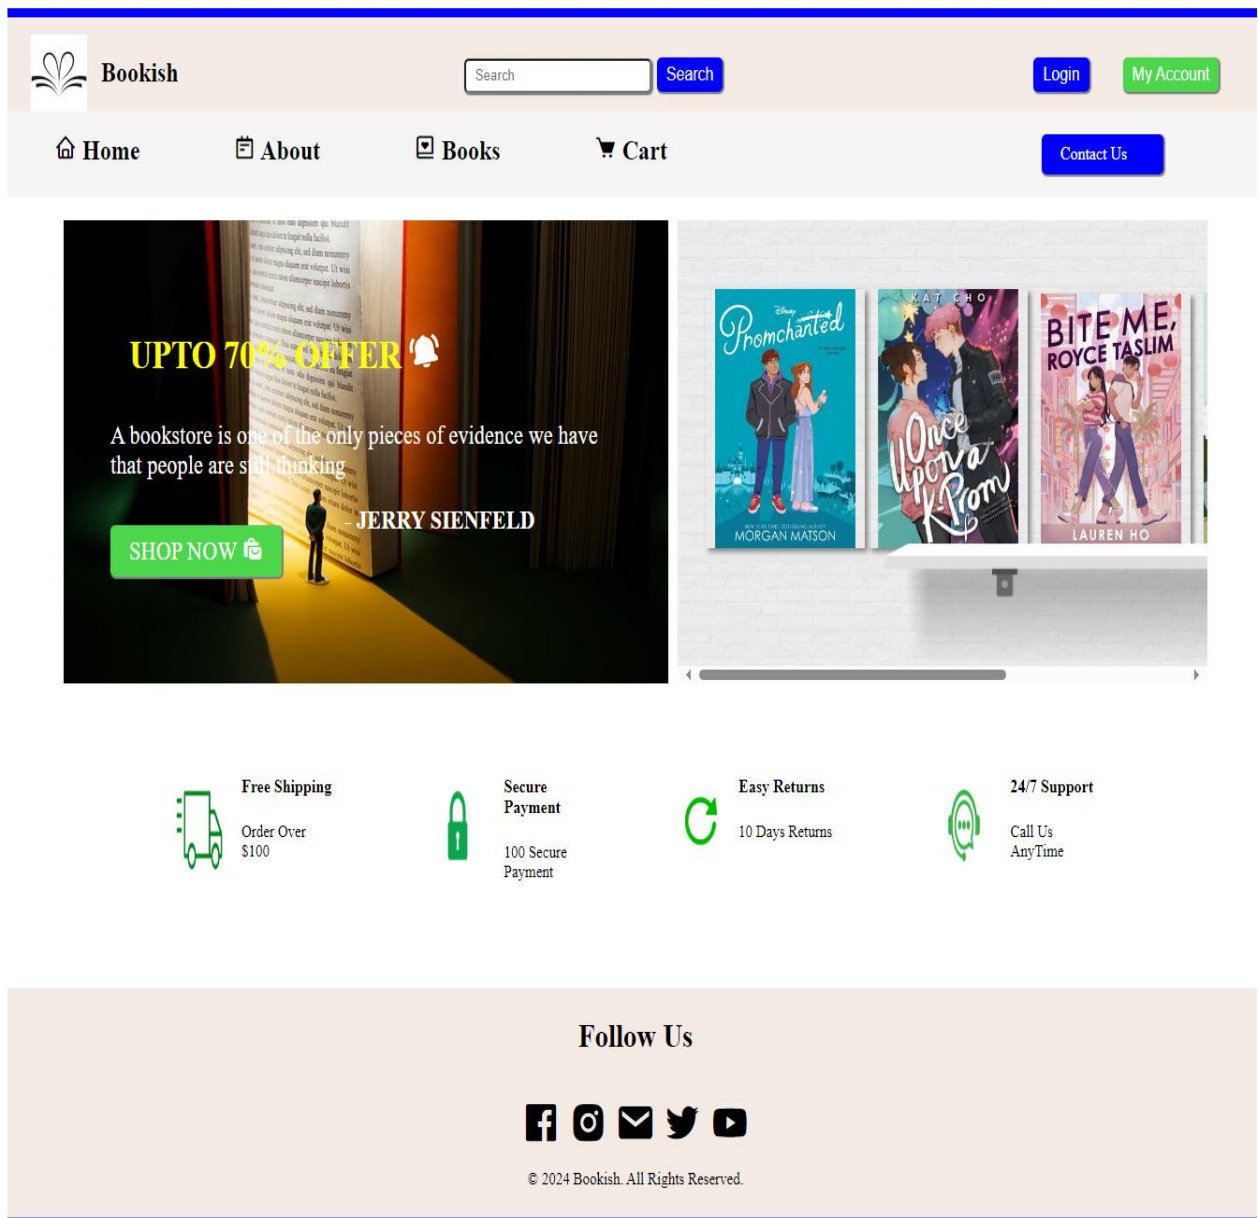 Bookish
Search
Search
Login
My Account
Home
About
Books
Cart
Contact Us
UPTO 70% OFFER
A bookstore is one of the only pieces of evidence we have
that people are still thinking
- JERRY SIENFELD
SHOP NOW
Disney
Promchanted
MORGAN MATSON
KAT CHO
Once
Upon a
K-Prom
BITE ME,
ROYCE TASLIM
LAUREN HO
Free Shipping
Order Over
$100
Secure
Payment
100 Secure
Payment
Easy Returns
10 Days Returns
24/7 Support
Call Us
AnyTime
Follow Us
© 2024 Bookish. All Rights Reserved.